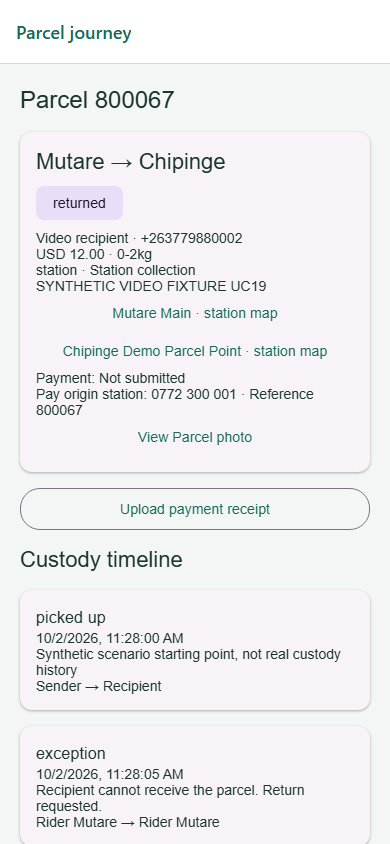 Parcel journey
Parcel 800067
Mutare → Chipinge
returned
Video recipient · +263779880002
USD 12.00 · 0-2kg
station · Station collection
SYNTHETIC VIDEO FIXTURE UC19
Mutare Main · station map
Chipinge Demo Parcel Point · station map
Payment: Not submitted
Pay origin station: 0772 300 001 · Reference
800067
View Parcel photo
Upload payment receipt
Custody timeline
picked up
10/2/2026, 11:28:00 AM
Synthetic scenario starting point, not real custody
history
Sender → Recipient
exception
10/2/2026, 11:28:05 AM
Recipient cannot receive the parcel. Return
requested.
Rider Mutare → Rider Mutare